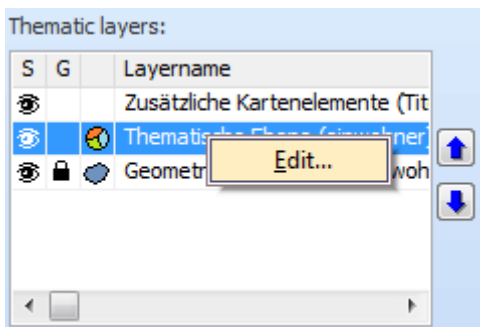 Thematic layers:
S G Layername
Zusätzliche Kartenelemente (Tit
Thematische Ebene (einwohner)
Edit...
Geometr woh